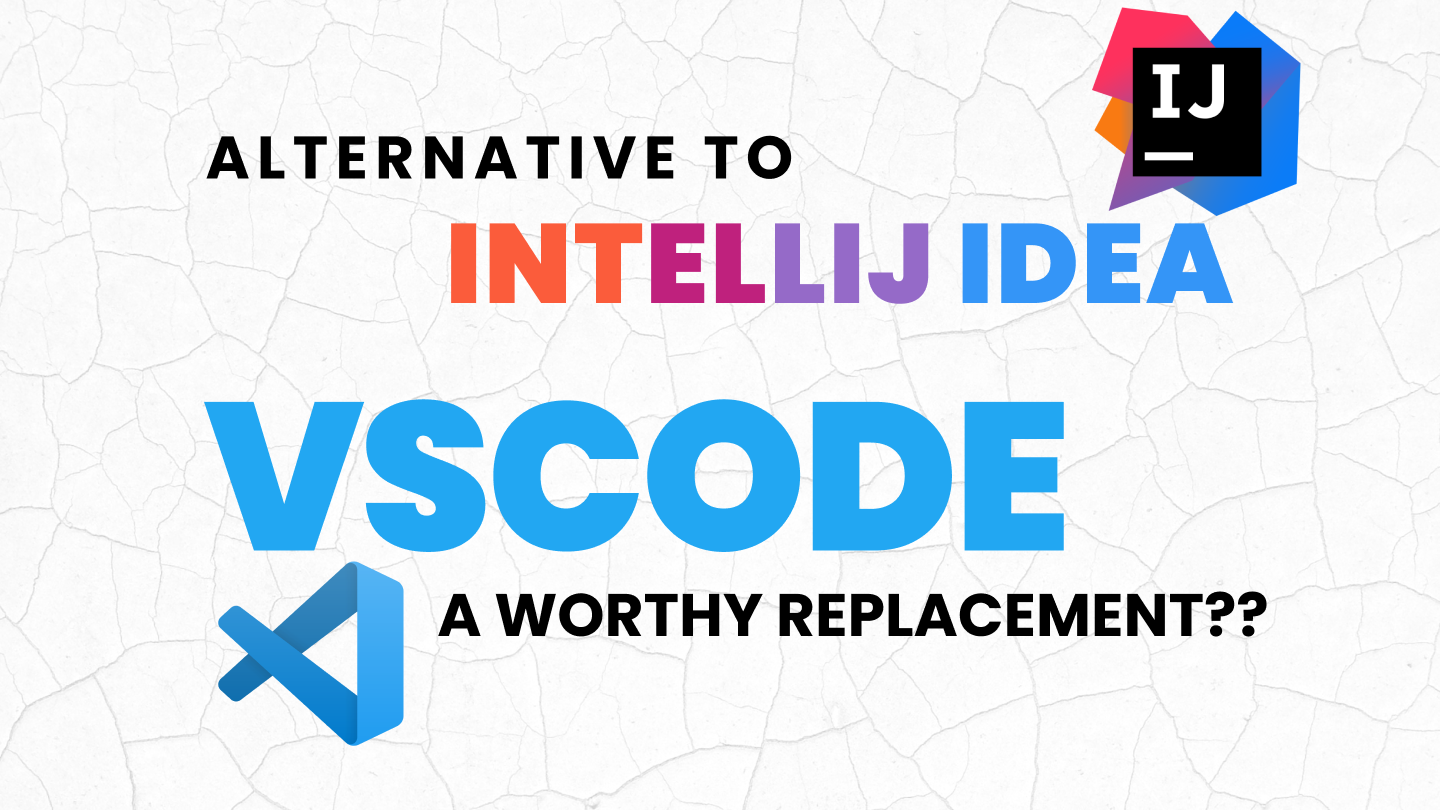 IJ
ALTERNATIVE TO
INTELLIJ IDEA
VSCODE
A WORTHY REPLACEMENT??